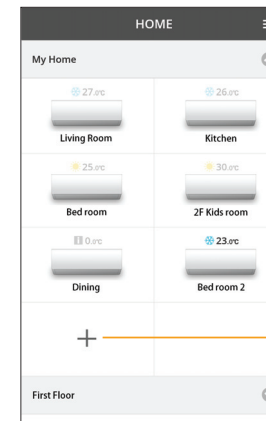 HOME
My Home
27.0°C 26.0°C
Living Room Kitchen
25.0°C 30.0°C
Bed room 2F Kids room
0.0°C 23.0°C
Dining Bed room 2
+
First Floor